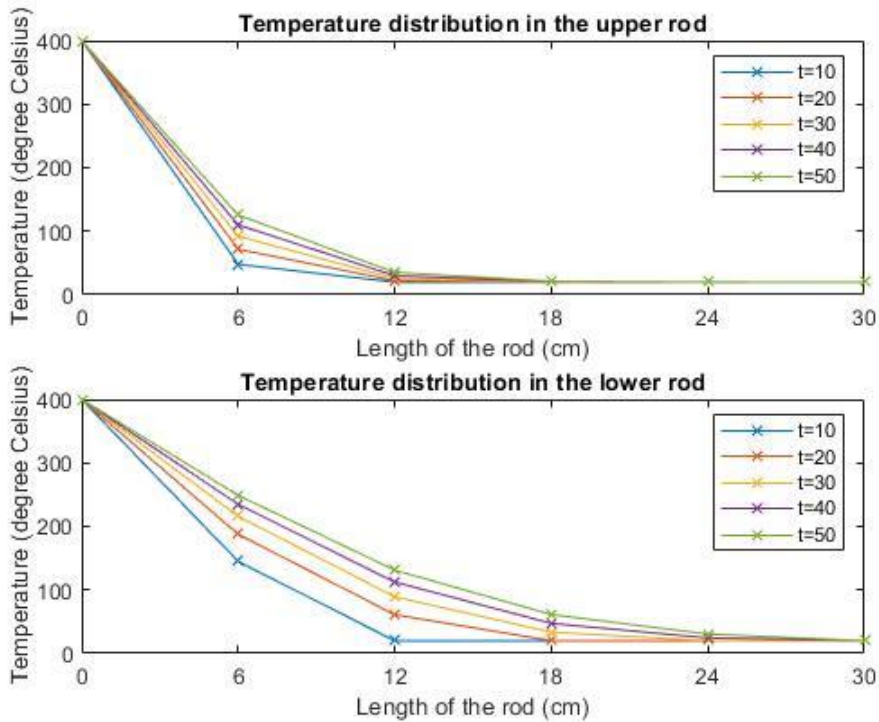 Temperature distribution in the upper rod
Temperature (degree Celsius)
400
300
200
100
0
t=10
t=20
t=30
t=40
t=50
0 6 12 18 24 30
Length of the rod (cm)
Temperature distribution in the lower rod
Temperature (degree Celsius)
400
300
200
100
0
t=10
t=20
t=30
t=40
t=50
0 6 12 18 24 30
Length of the rod (cm)